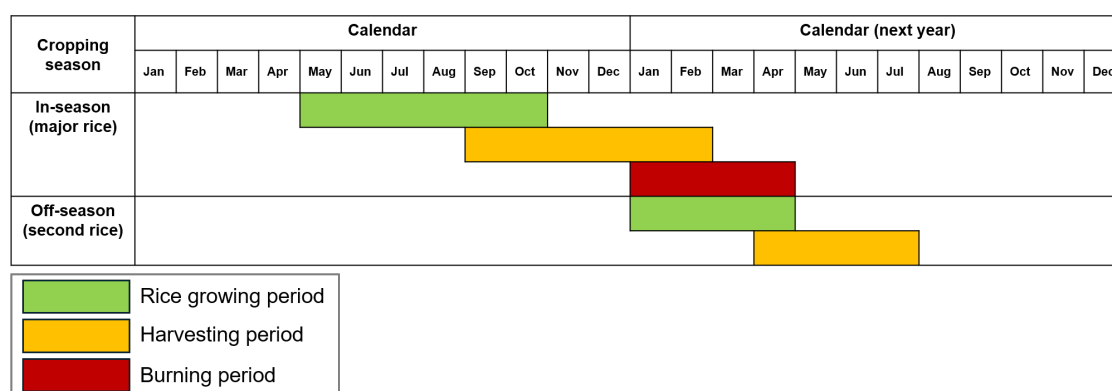 Cropping
season
Calendar
Calendar (next year)
Jan Feb Mar Apr May Jun Jul Aug Sep Oct Nov Dec Jan Feb Mar Apr May Jun Jul Aug Sep Oct Nov Dec
In-season
(major rice)
Off-season
(second rice)
Rice growing period
Harvesting period
Burning period